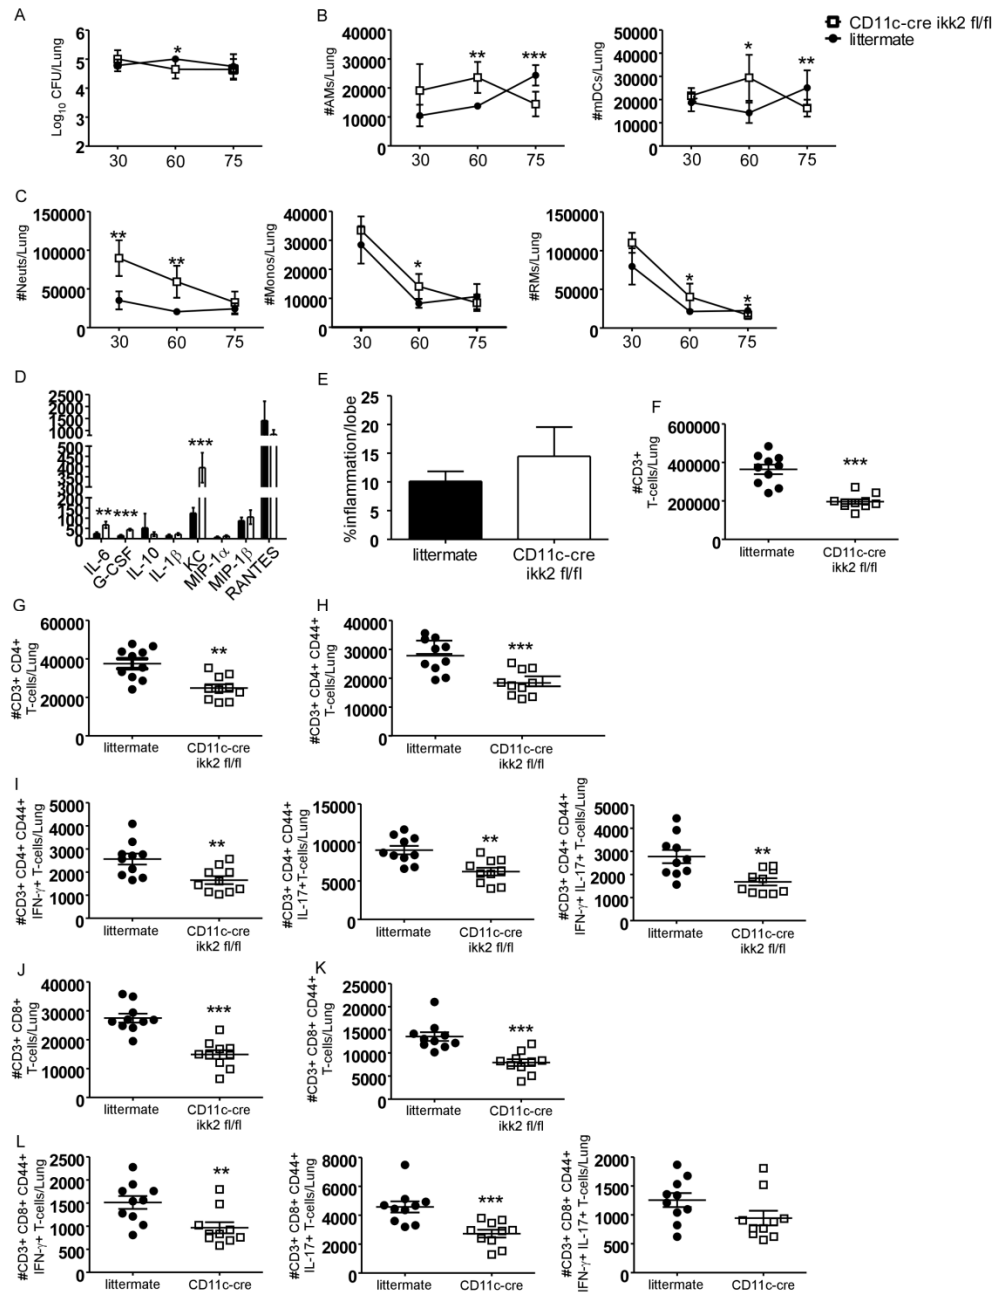 CD11c-cre ikk2 fl/fl
littermate
A
Log10 CFU/Lung
6
5
4
3
2
*
30 60 75
B
#AMs/Lung
40000
30000
20000
10000
0
** ***
30 60 75
#mDCs/Lung
50000
40000
30000
20000
10000
0
* **
30 60 75
C
#Neuts/Lung
150000
100000
50000
0
** **
30 60 75
#Monos/Lung
40000
30000
20000
10000
0
*
30 60 75
#RMs/Lung
150000
100000
50000
0
* *
30 60 75
D
2500
2000
1500
1000
500
400
300
200
100
0
** *** ***
IL-6
G-CSF
IL-10
IL-1β
KC
MIP-1α
MIP-1β
RANTES
E
%inflammation/lobe
25
20
15
10
5
0
littermate CD11c-cre
ikk2 fl/fl
F
#CD3+
T-cells/Lung
600000
400000
200000
0
***
littermate CD11c-cre
ikk2 fl/fl
G
#CD3+ CD4+
T-cells/Lung
60000
40000
20000
0
**
littermate CD11c-cre
ikk2 fl/fl
H
#CD3+ CD4+ CD44+
T-cells/Lung
40000
30000
20000
10000
0
***
littermate CD11c-cre
ikk2 fl/fl
I
#CD3+ CD4+ CD44+
IFN-γ+ T-cells/Lung
5000
4000
3000
2000
1000
0
**
littermate CD11c-cre
ikk2 fl/fl
#CD3+ CD4+ CD44+
IL-17+T-cells/Lung
15000
10000
5000
0
**
littermate CD11c-cre
ikk2 fl/fl
#CD3+ CD4+ CD44+
IFN-γ+ IL-17+ T-cells/Lung
5000
4000
3000
2000
1000
0
**
littermate CD11c-cre
ikk2 fl/fl
J
#CD3+ CD8+
T-cells/Lung
40000
30000
20000
10000
0
***
littermate CD11c-cre
ikk2 fl/fl
K
#CD3+ CD8+ CD44+
T-cells/Lung
25000
20000
15000
10000
5000
0
***
littermate CD11c-cre
ikk2 fl/fl
L
#CD3+ CD8+ CD44+
IFN-γ+ T-cells/Lung
2500
2000
1500
1000
500
0
**
littermate CD11c-cre
#CD3+ CD8+ CD44+
IL-17+ T-cells/Lung
8000
6000
4000
2000
0
***
littermate CD11c-cre
#CD3+ CD8+ CD44+
IFN-γ+ IL-17+ T-cells/Lung
2000
1500
1000
500
0
littermate CD11c-cre